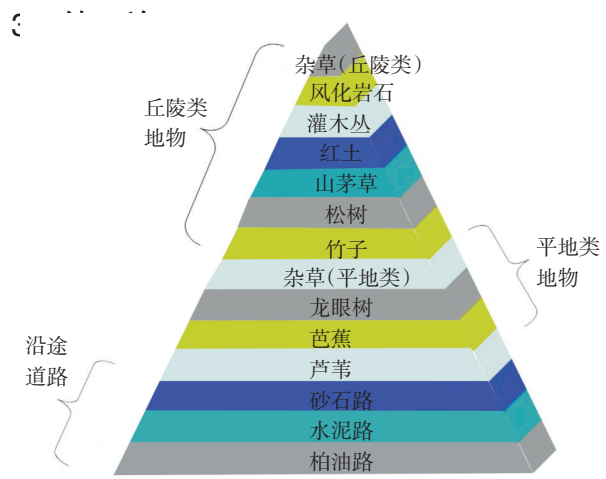 3
杂草(丘陵类)
风化岩石
灌木丛
红土
山茅草
松树
竹子
杂草(平地类)
龙眼树
芭蕉
芦苇
砂石路
水泥路
柏油路
丘陵类
地物
平地类
地物
沿途
道路